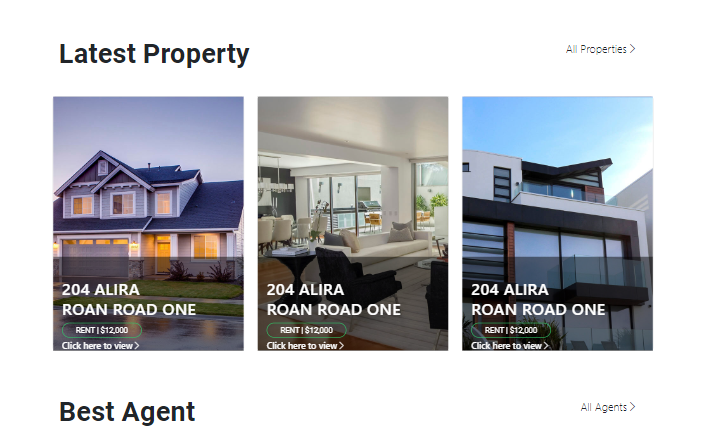 Latest Property
All Properties >
204 ALIRA
ROAN ROAD ONE
RENT | $12,000
Click here to view >
204 ALIRA
ROAN ROAD ONE
RENT | $12,000
Click here to view >
204 ALIRA
ROAN ROAD ONE
RENT | $12,000
Click here to view >
Best Agent
All Agents >